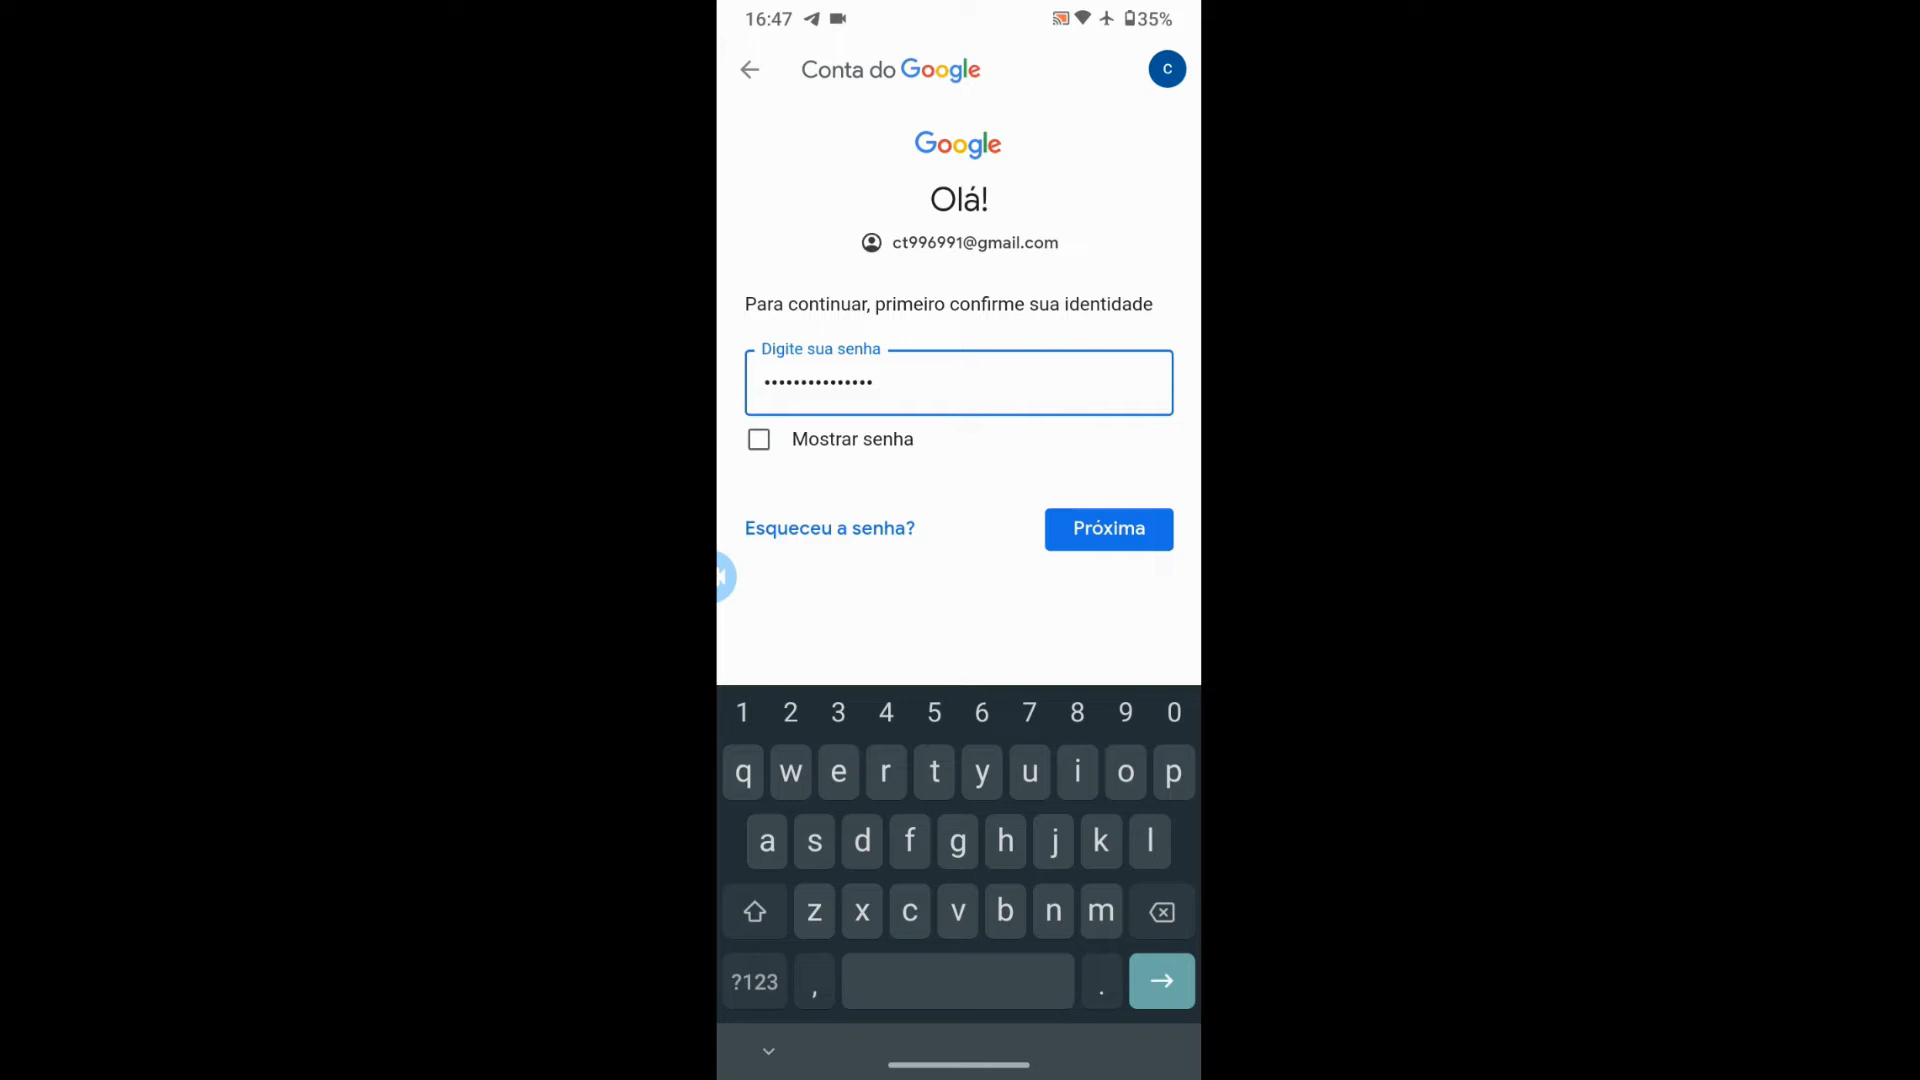 16:47 35%
Conta do Google C
Google
Olá!
ct996991@gmail.com
Para continuar, primeiro confirme sua identidade
Digite sua senha
•••••••••••••••
Mostrar senha
Esqueceu a senha? Próxima
1 2 3 4 5 6 7 8 9 0
q w e r t y u i o p
a s d f g h j k l
z x c v b n m
?123 , .